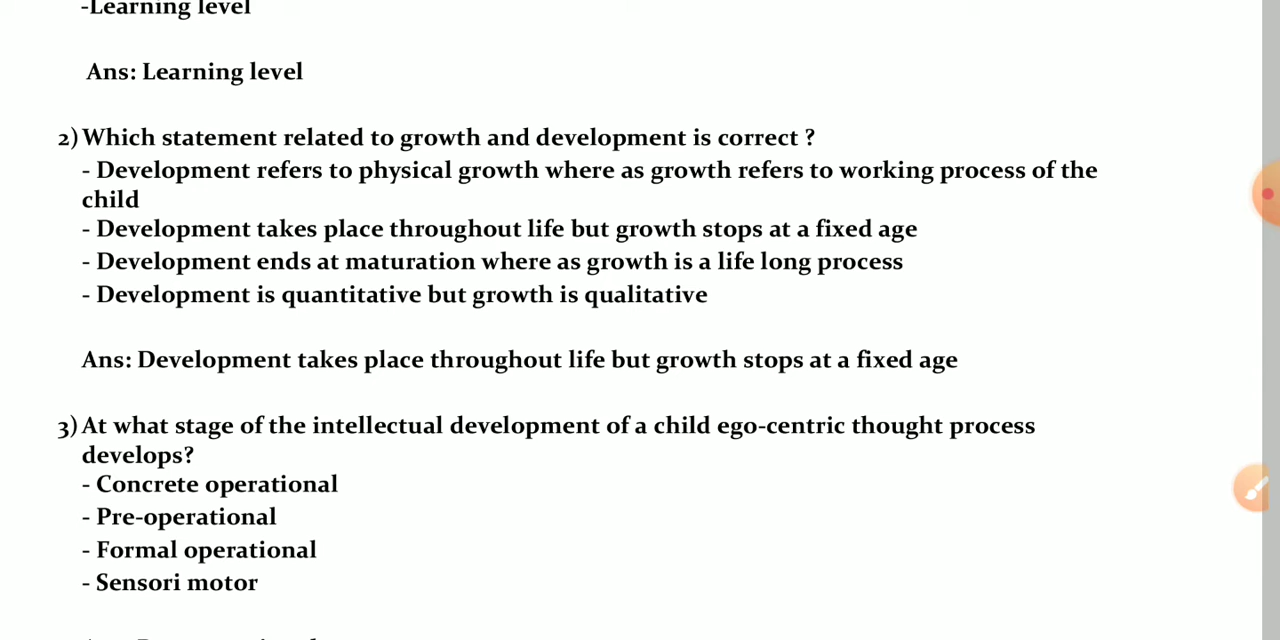 -Learning level
Ans: Learning level
2) Which statement related to growth and development is correct ?
- Development refers to physical growth where as growth refers to working process of the
child
- Development takes place throughout life but growth stops at a fixed age
- Development ends at maturation where as growth is a life long process
- Development is quantitative but growth is qualitative
Ans: Development takes place throughout life but growth stops at a fixed age
3) At what stage of the intellectual development of a child ego-centric thought process
develops?
- Concrete operational
- Pre-operational
- Formal operational
- Sensori motor